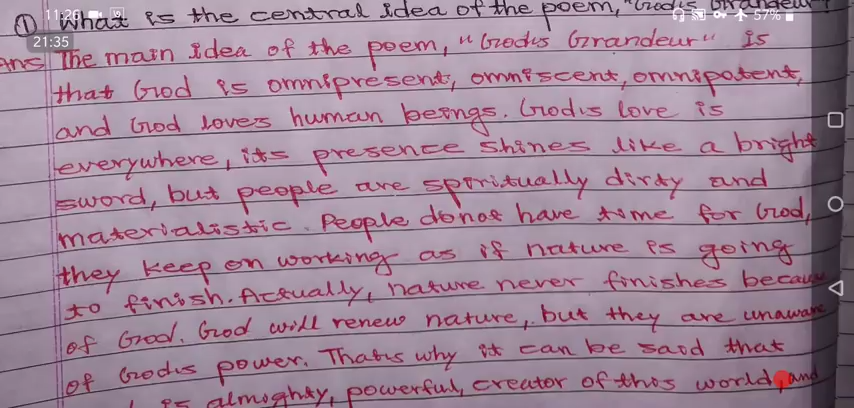 11:26
57%
21:35
① What is the central idea of the poem, "God's Grandeur"?
Ans The main idea of the poem, "God's Grandeur" is
that God is omnipresent, omniscent, omnipotent,
and God loves human beings. God's love is
everywhere, its presence shines like a bright
sword, but people are spiritually dirty and
materialistic. People donot have time for God,
they keep on working as if nature is going
to finish. Actually, nature never finishes because
of God. God will renew nature, but they are unaware
of God's power. That's why it can be said that
is almighty, powerful, creator of this world, and